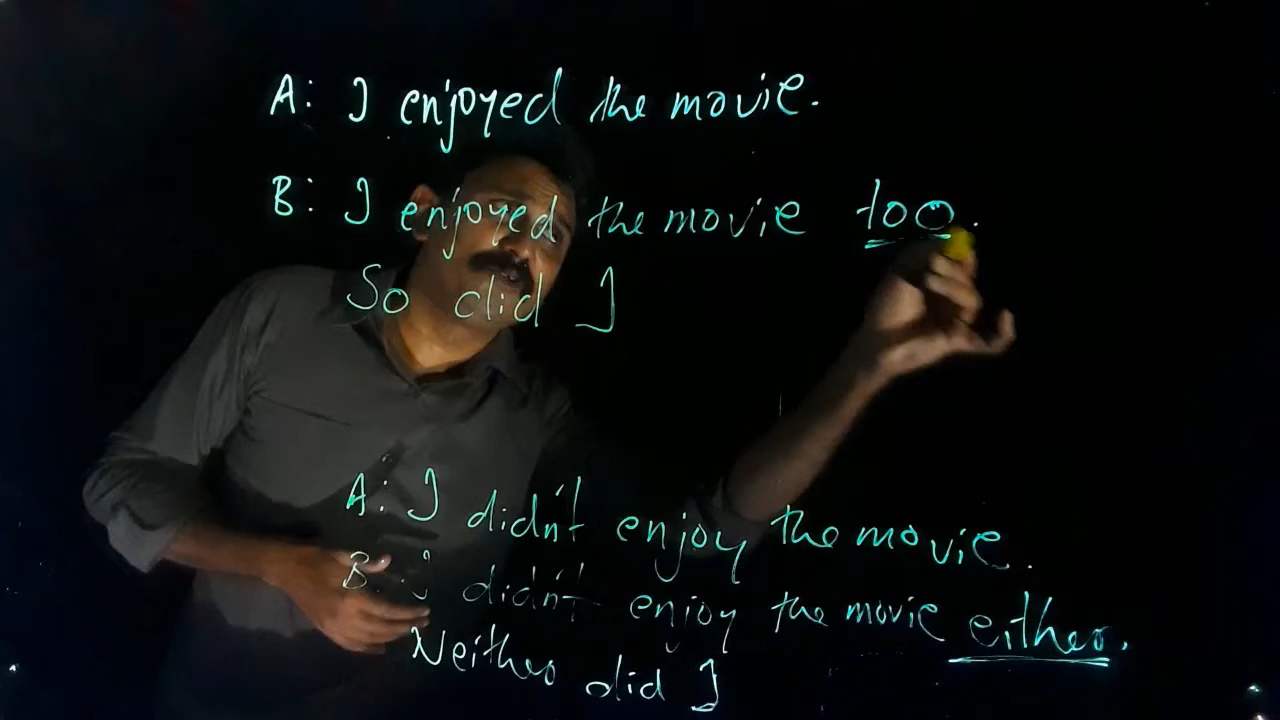 A: I enjoyed the movie.
B: I enjoyed the movie too.
So did I
A: I didn't enjoy the movie.
B: I didn't enjoy the movie either.
Neither did I